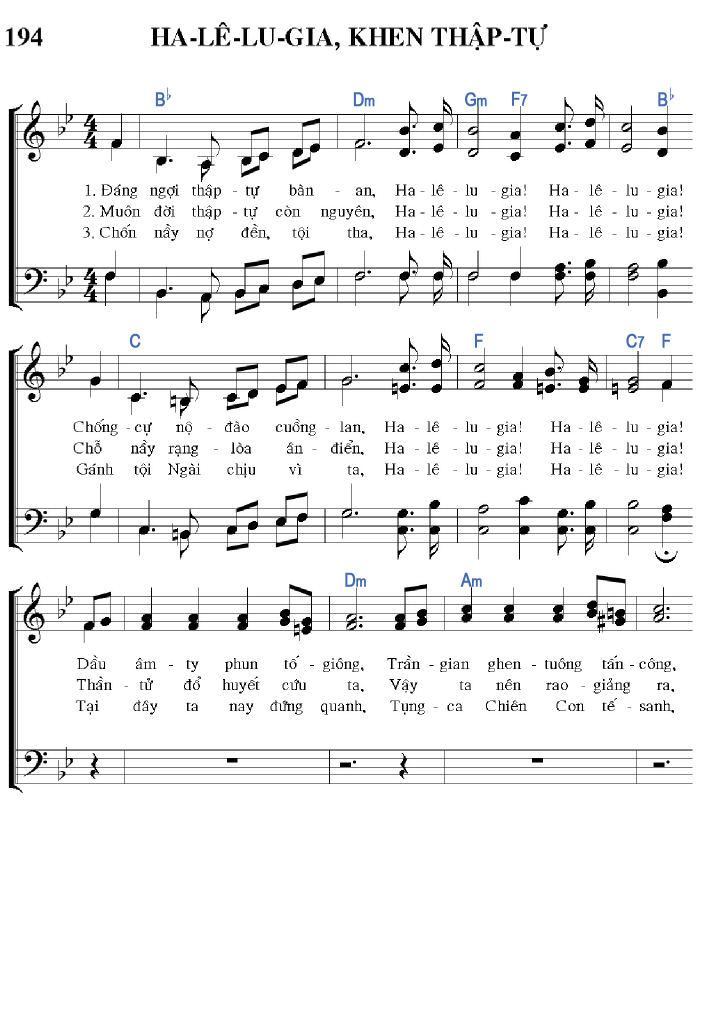 194 HA-LÊ-LU-GIA, KHEN THẬP-TỰ
B♭ Dm Gm F7 B♭
1. Đáng ngợi thập - tự bàn - an, Ha - lê - lu - gia! Ha - lê - lu - gia!
2. Muôn đời thập - tự còn nguyên, Ha - lê - lu - gia! Ha - lê - lu - gia!
3. Chốn nầy nợ đền, tội tha, Ha - lê - lu - gia! Ha - lê - lu - gia!
C F C7 F
Chống - cự nộ - đào cuồng - lan, Ha - lê - lu - gia! Ha - lê - lu - gia!
Chỗ nầy rạng - lòa ân - điển, Ha - lê - lu - gia! Ha - lê - lu - gia!
Gánh tội Ngài chịu vì ta, Ha - lê - lu - gia! Ha - lê - lu - gia!
Dm Am
Dầu âm - ty phun tố - giông, Trần - gian ghen - tuông tấn - công,
Thần - tử đổ huyết cứu ta, Vậy ta nên rao - giảng ra,
Tại đây ta nay đứng quanh, Tụng - ca Chiên Con tế - sanh,